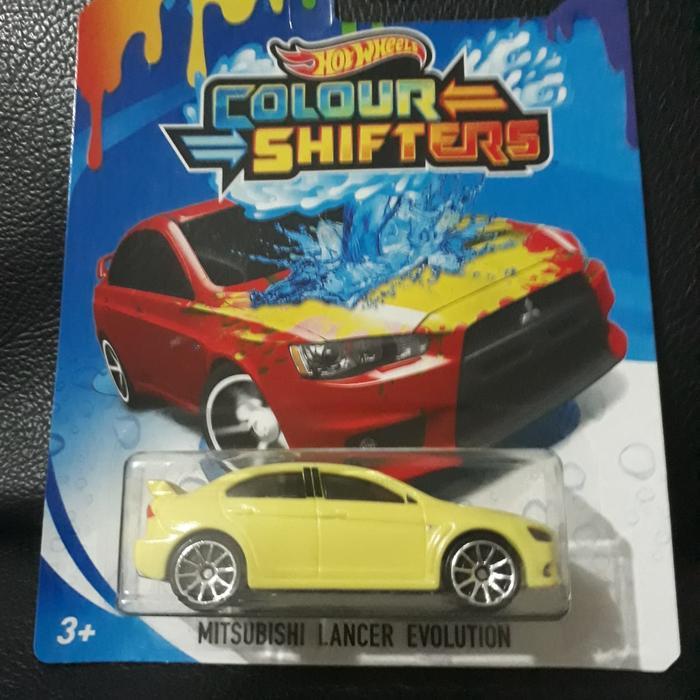 Hot Wheels
COLOUR
SHIFTERS
3+
MITSUBISHI LANCER EVOLUTION